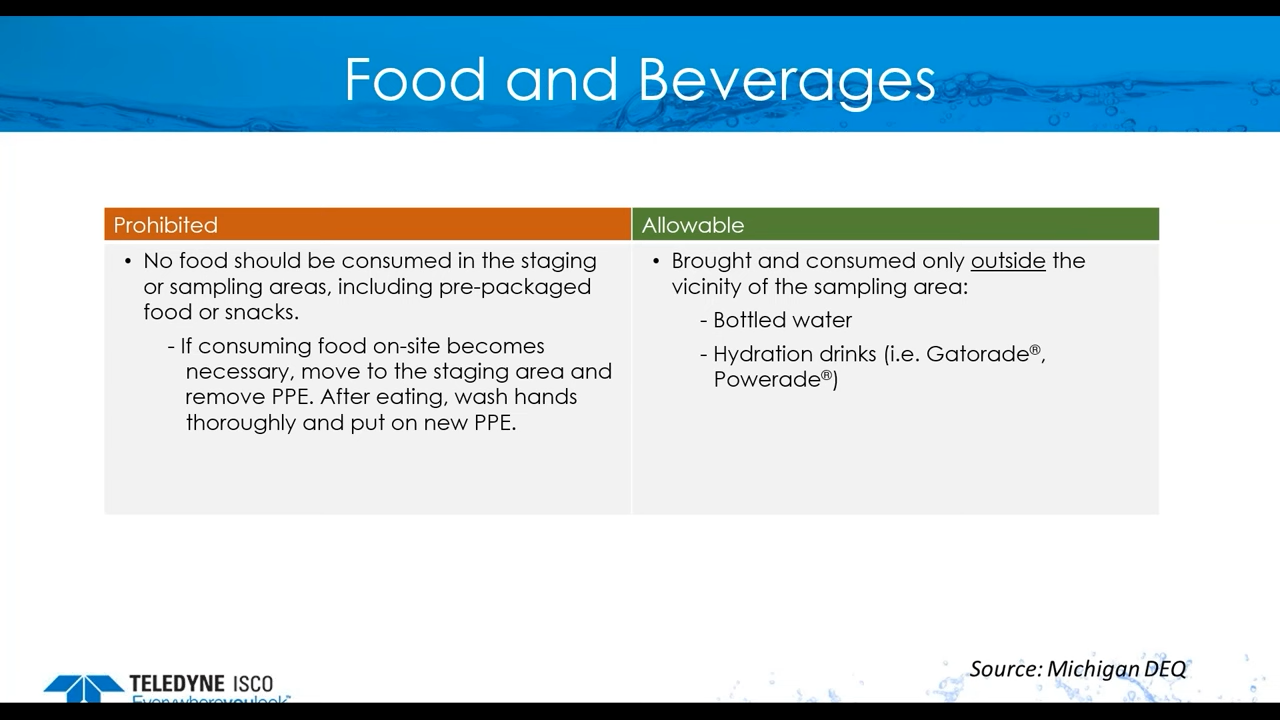 Food and Beverages
Prohibited
• No food should be consumed in the staging
or sampling areas, including pre-packaged
food or snacks.
- If consuming food on-site becomes
necessary, move to the staging area and
remove PPE. After eating, wash hands
thoroughly and put on new PPE.
Allowable
• Brought and consumed only outside the
vicinity of the sampling area:
- Bottled water
- Hydration drinks (i.e. Gatorade®,
Powerade®)
Source: Michigan DEQ
TELEDYNE ISCO
Everywhereyoulook™